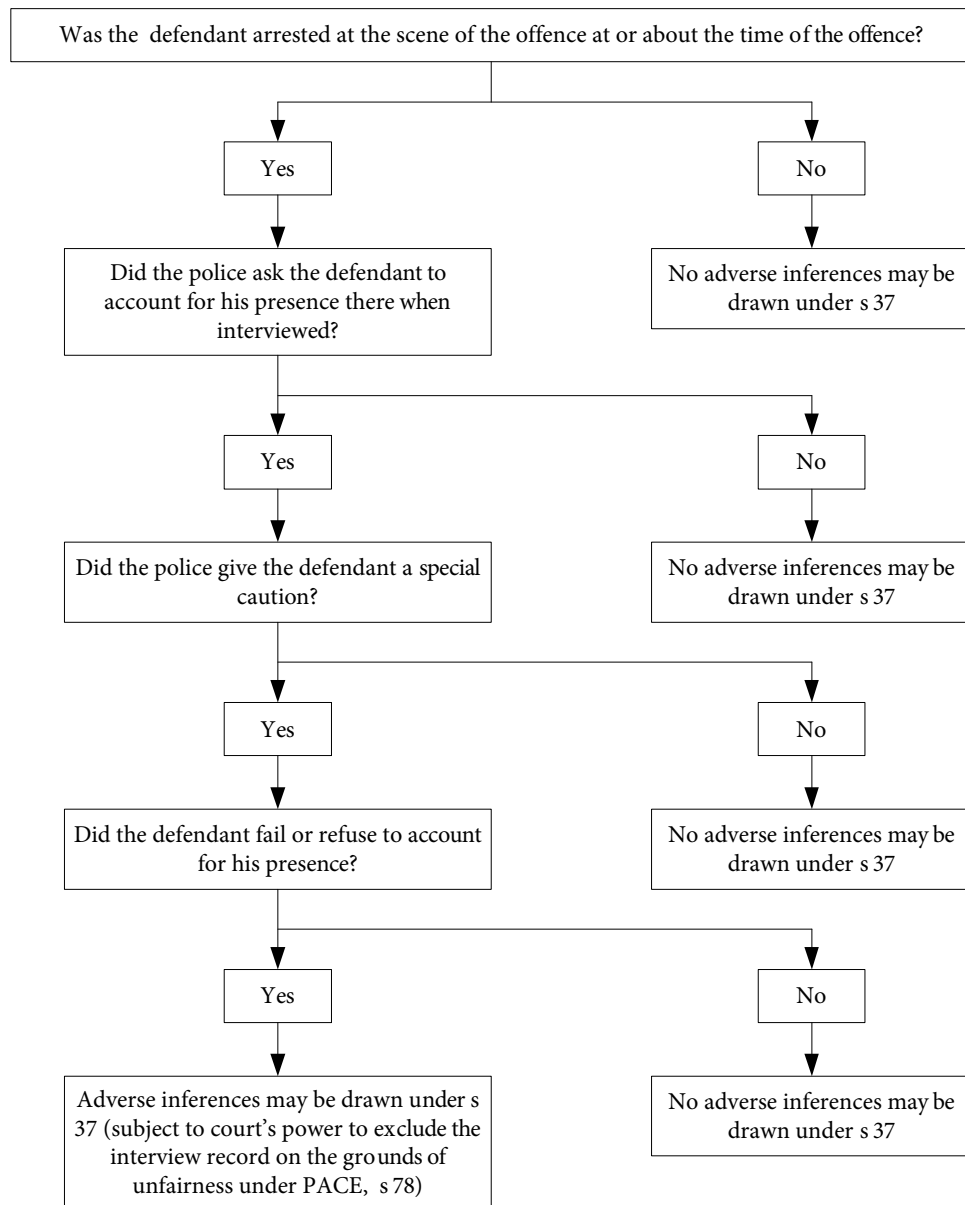 Was the defendant arrested at the scene of the offence at or about the time of the offence?
Yes
No
Did the police ask the defendant to
account for his presence there when
interviewed?
No adverse inferences may be
drawn under s 37
Yes
No
Did the police give the defendant a special
caution?
No adverse inferences may be
drawn under s 37
Yes
No
Did the defendant fail or refuse to account
for his presence?
No adverse inferences may be
drawn under s 37
Yes
No
Adverse inferences may be drawn under s
37 (subject to court's power to exclude the
interview record on the grounds of
unfairness under PACE, s 78)
No adverse inferences may be
drawn under s 37